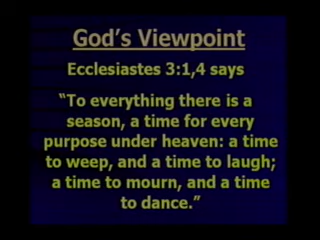 God's Viewpoint
Ecclesiastes 3:1,4 says
“To everything there is a
season, a time for every
purpose under heaven: a time
to weep, and a time to laugh;
a time to mourn, and a time
to dance.”